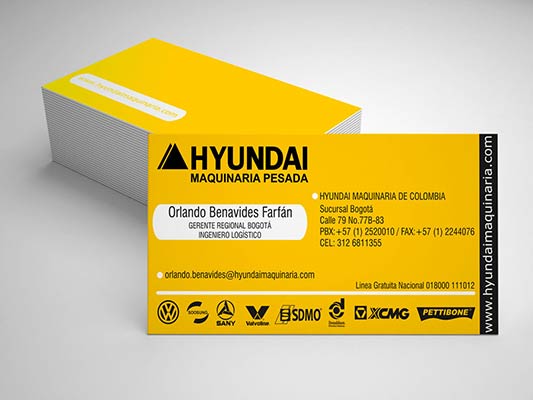 www.hyundaimaquinaria.com
HYUNDAI
MAQUINARIA PESADA
Orlando Benavides Farfán
GERENTE REGIONAL BOGOTÁ
INGENIERO LOGÍSTICO
HYUNDAI MAQUINARIA DE COLOMBIA
Sucursal Bogotá
Calle 79 No.77B-83
PBX: +57 (1) 2520010 / FAX: +57 (1) 2244076
CEL: 312 6811355
orlando.benavides@hyundaimaquinaria.com
Linea Gratuita Nacional 018000 111012
BOOSUNG SANY Valvoline SDMO Donaldson XCMG PETTIBONE
www.hyundaimaquinaria.com